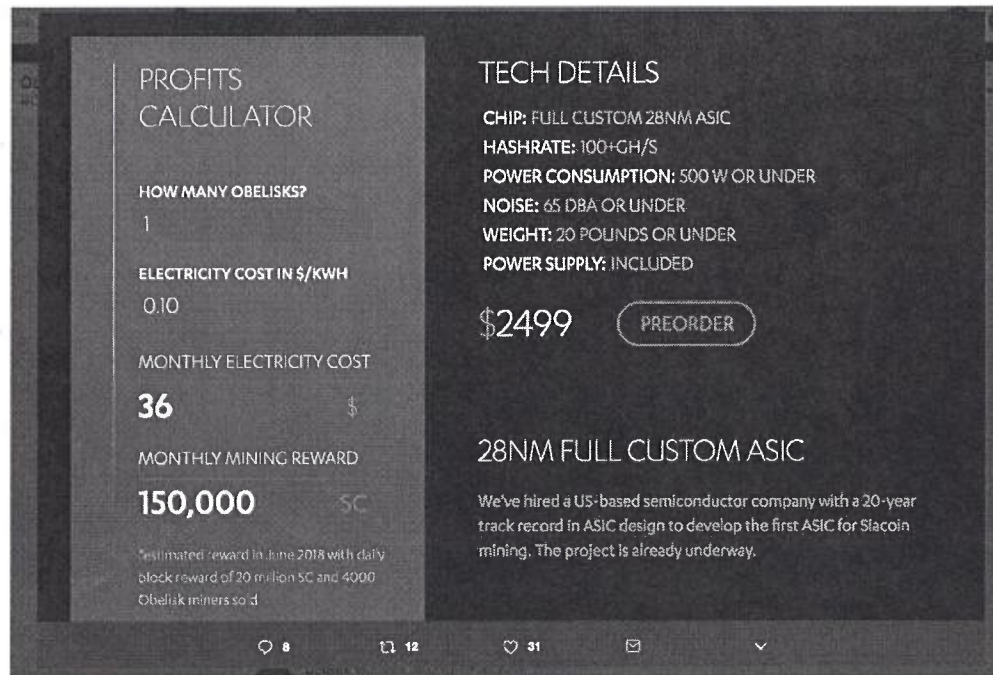 PROFITS
CALCULATOR
HOW MANY OBELISKS?
1
ELECTRICITY COST IN $/KWH
0.10
MONTHLY ELECTRICITY COST
36 $
MONTHLY MINING REWARD
150,000 SC
*estimated reward in June 2018 with daily
block reward of 20 million SC and 4000
Obelisk miners sold
TECH DETAILS
CHIP: FULL CUSTOM 28NM ASIC
HASHRATE: 100+GH/S
POWER CONSUMPTION: 500 W OR UNDER
NOISE: 65 DBA OR UNDER
WEIGHT: 20 POUNDS OR UNDER
POWER SUPPLY: INCLUDED
$2499 PREORDER
28NM FULL CUSTOM ASIC
We've hired a US-based semiconductor company with a 20-year
track record in ASIC design to develop the first ASIC for Siacoin
mining. The project is already underway.
8 12 31